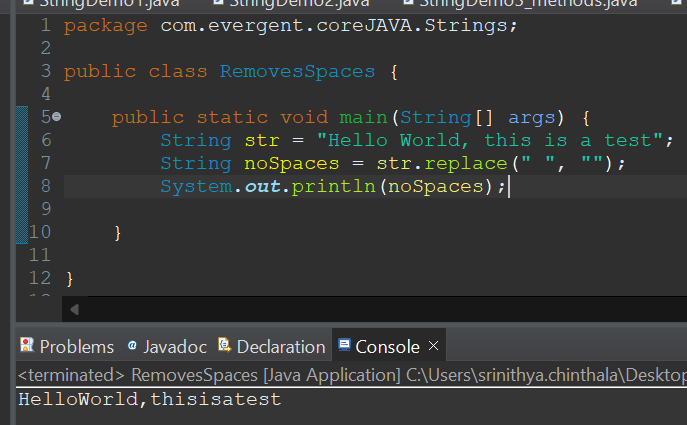 StringDemo1.java StringDemo2.java StringDemo3_methods.java
1 package com.evergent.coreJAVA.Strings;
2
3 public class RemovesSpaces {
4
5 public static void main(String[] args) {
6 String str = "Hello World, this is a test";
7 String noSpaces = str.replace(" ", "");
8 System.out.println(noSpaces);
9
10 }
11
12 }
Problems @ Javadoc Declaration Console
<terminated> RemovesSpaces [Java Application] C:\Users\srinithya.chinthala\Desktop
HelloWorld,thisisatest